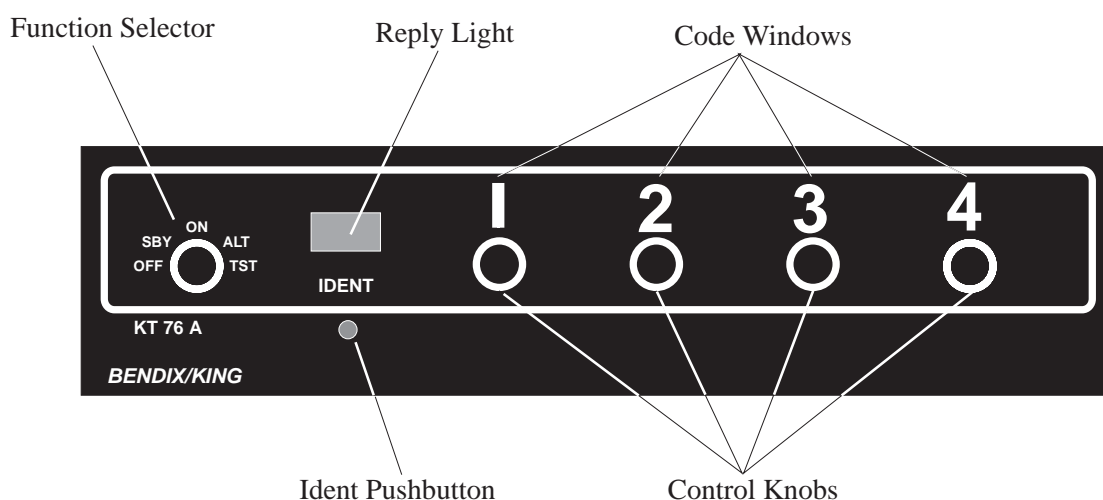 Function Selector
Reply Light
Code Windows
1 2 3 4
ON
SBY ALT
OFF TST
IDENT
KT 76 A
BENDIX/KING
Ident Pushbutton
Control Knobs